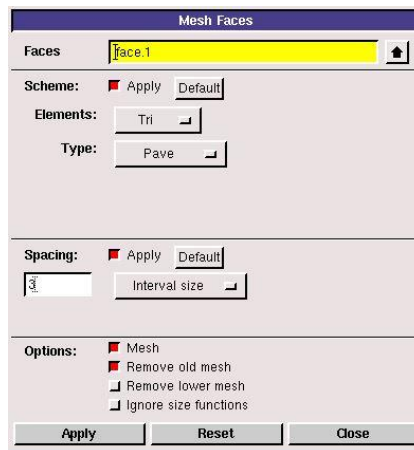 Mesh Faces
Faces face.1
Scheme: Apply Default
Elements: Tri
Type: Pave
Spacing: Apply Default
3 Interval size
Options: Mesh
Remove old mesh
Remove lower mesh
Ignore size functions
Apply Reset Close